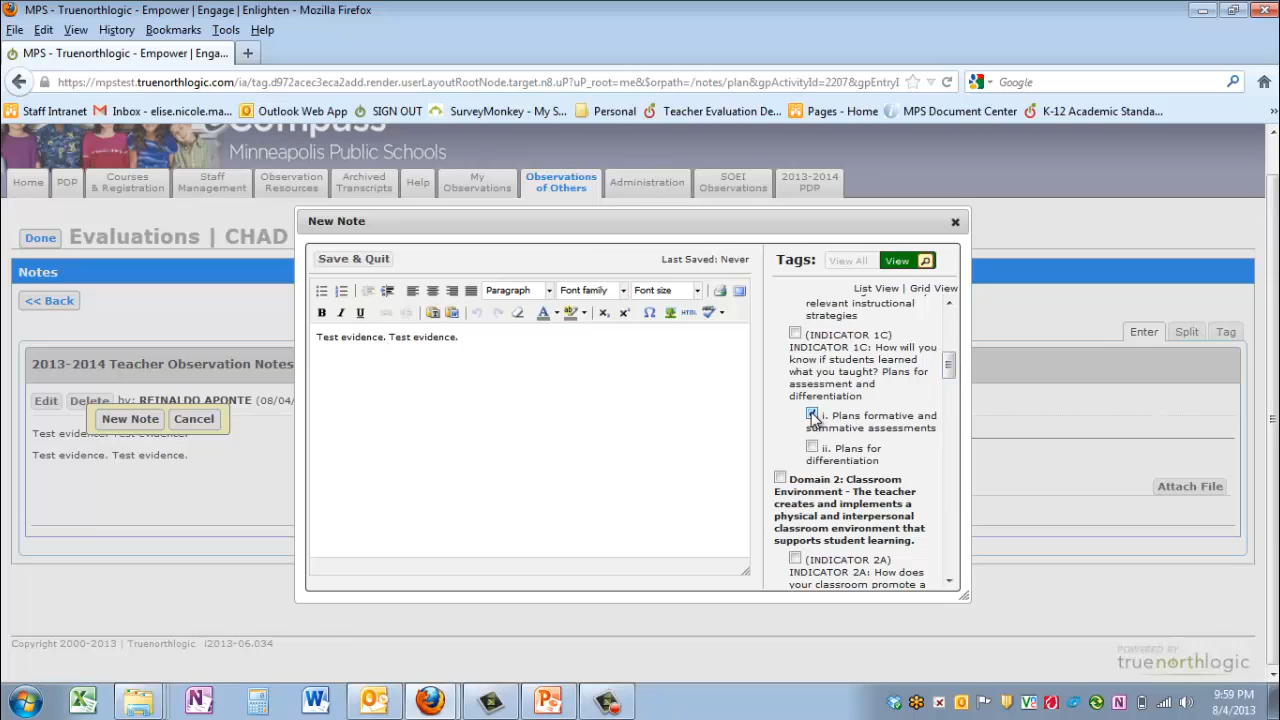 MPS - Truenorthlogic - Empower | Engage | Enlighten - Mozilla Firefox
File Edit View History Bookmarks Tools Help
MPS - Truenorthlogic - Empower | Enga...
https://mpstest.truenorthlogic.com/ia/tag.d972acec3eca2add.render.userLayoutRootNode.target.n8.uP?uP_root=me&$orpath=/notes/plan&gpActivityId=2207&gpEntryI
Google
Staff Intranet Inbox - elise.nicole.ma... Outlook Web App SIGN OUT SurveyMonkey - My S... Personal Teacher Evaluation De... Pages - Home MPS Document Center K-12 Academic Standa...
Compass
Minneapolis Public Schools
Home PDP Courses & Registration Staff Management Observation Resources Archived Transcripts Help My Observations Observations of Others Administration SOEI Observations 2013-2014 PDP
Done Evaluations | CHAD
Notes
<< Back
Enter Split Tag
2013-2014 Teacher Observation Notes
Edit Delete by: REINALDO APONTE (08/04/
New Note Cancel
Test evidence. Test evidence.
Test evidence. Test evidence.
Attach File
New Note
Save & Quit Last Saved: Never
Paragraph Font family Font size
B I U A ab HTML
Test evidence. Test evidence.
Tags: View All View
List View | Grid View
relevant instructional
strategies
(INDICATOR 1C)
INDICATOR 1C: How will you
know if students learned
what you taught? Plans for
assessment and
differentiation
i. Plans formative and
summative assessments
ii. Plans for
differentiation
Domain 2: Classroom
Environment - The teacher
creates and implements a
physical and interpersonal
classroom environment that
supports student learning.
(INDICATOR 2A)
INDICATOR 2A: How does
your classroom promote a
Copyright 2000-2013 | Truenorthlogic i2013-06.034
POWERED BY
truenorthlogic
9:59 PM
8/4/2013